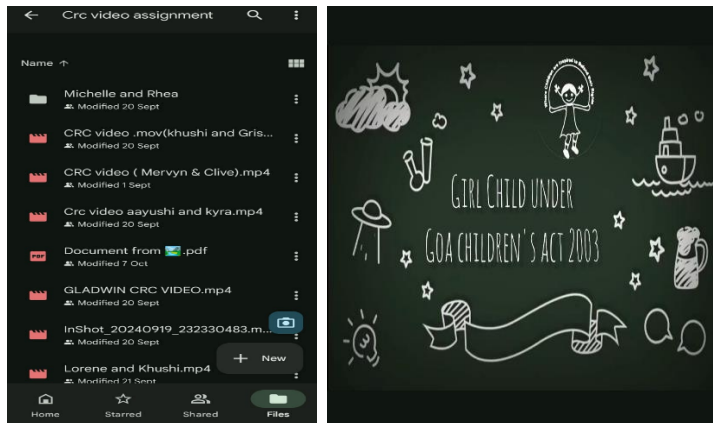 Crc video assignment
Name
Michelle and Rhea
Modified 20 Sept
CRC video .mov(khushi and Gris...
Modified 20 Sept
CRC video ( Mervyn & Clive).mp4
Modified 1 Sept
Crc video aayushi and kyra.mp4
Modified 20 Sept
PDF
Document from 🏞️.pdf
Modified 7 Oct
GLADWIN CRC VIDEO.mp4
Modified 20 Sept
InShot_20240919_232330483.m...
Modified 20 Sept
New
Lorene and Khushi.mp4
Modified 21 Sept
Home
Starred
Shared
Files
GIRL CHILD UNDER
GOA CHILDREN'S ACT 2003